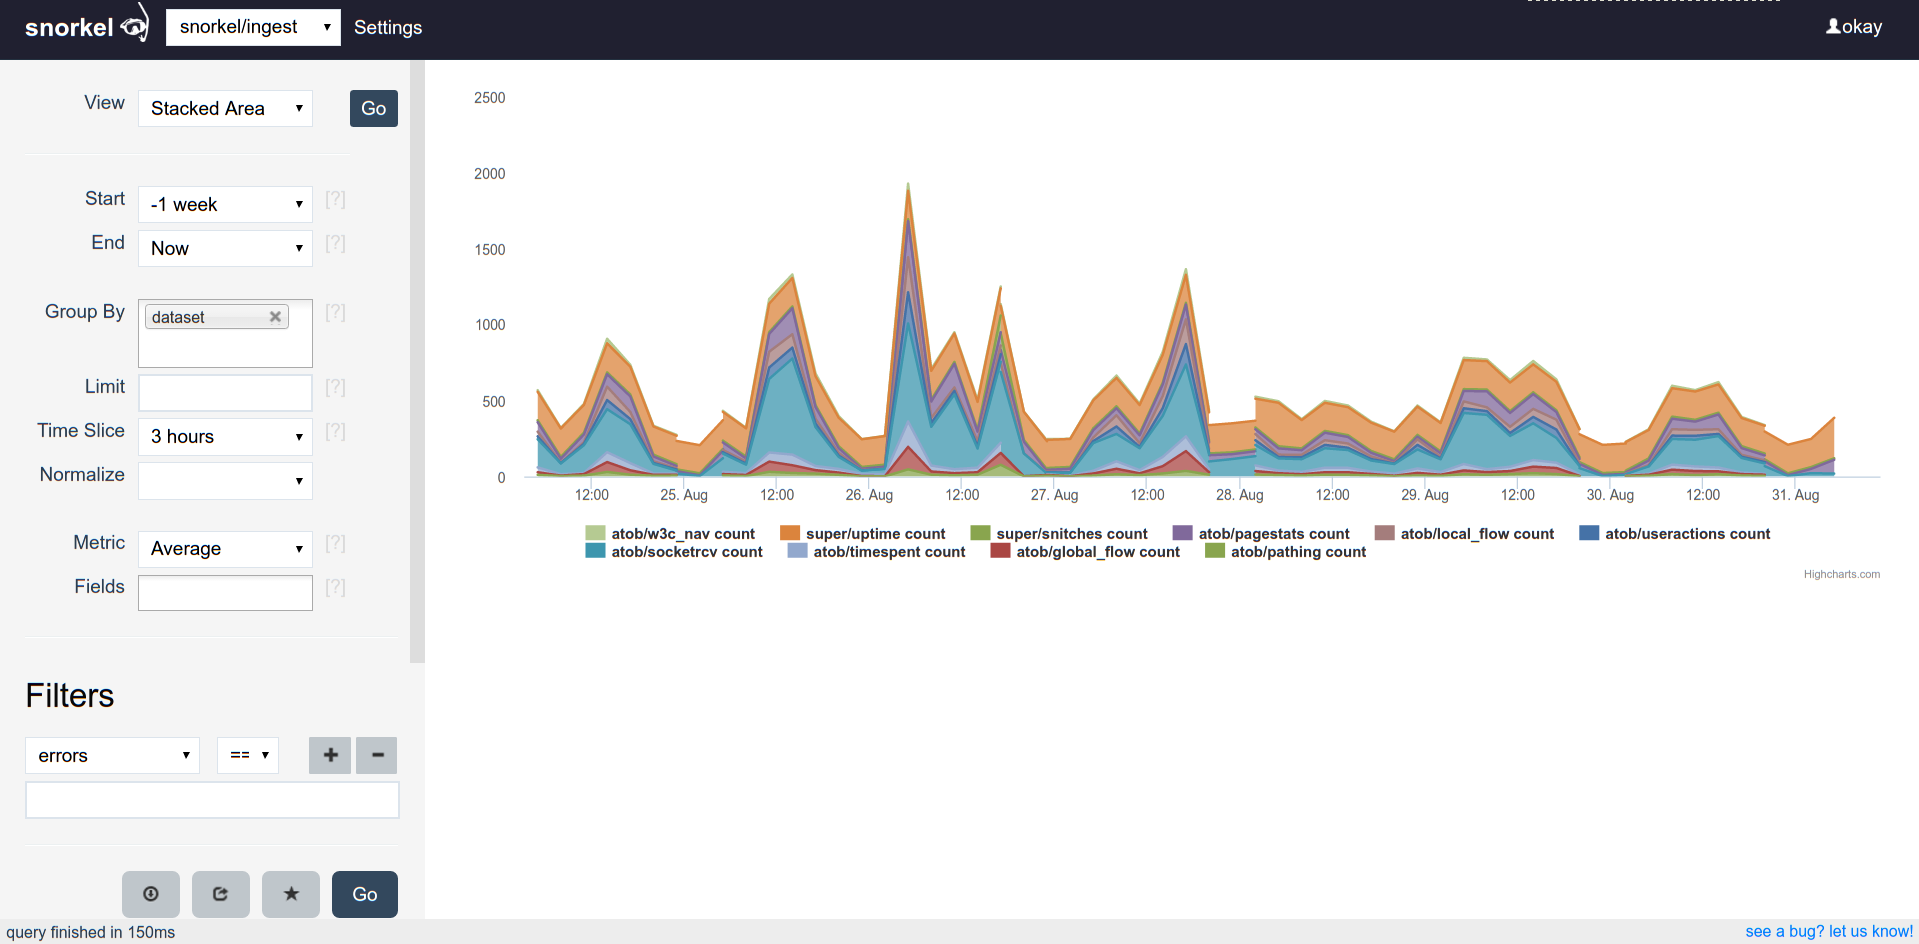 snorkel snorkel/ingest ▾ Settings okay
View Stacked Area ▾ Go
Start -1 week ▾ [?]
End Now ▾ [?]
Group By dataset ✖ [?]
Limit [?]
Time Slice 3 hours ▾ [?]
Normalize ▾
Metric Average ▾ [?]
Fields [?]
Filters
errors ▾ == ▾ + -
Go
query finished in 150ms
2500
2000
1500
1000
500
0
12:00 25. Aug 12:00 26. Aug 12:00 27. Aug 12:00 28. Aug 12:00 29. Aug 12:00 30. Aug 12:00 31. Aug
atob/w3c_nav count super/uptime count super/snitches count atob/pagestats count atob/local_flow count atob/useractions count
atob/socketrcv count atob/timespent count atob/global_flow count atob/pathing count
Highcharts.com
see a bug? let us know!